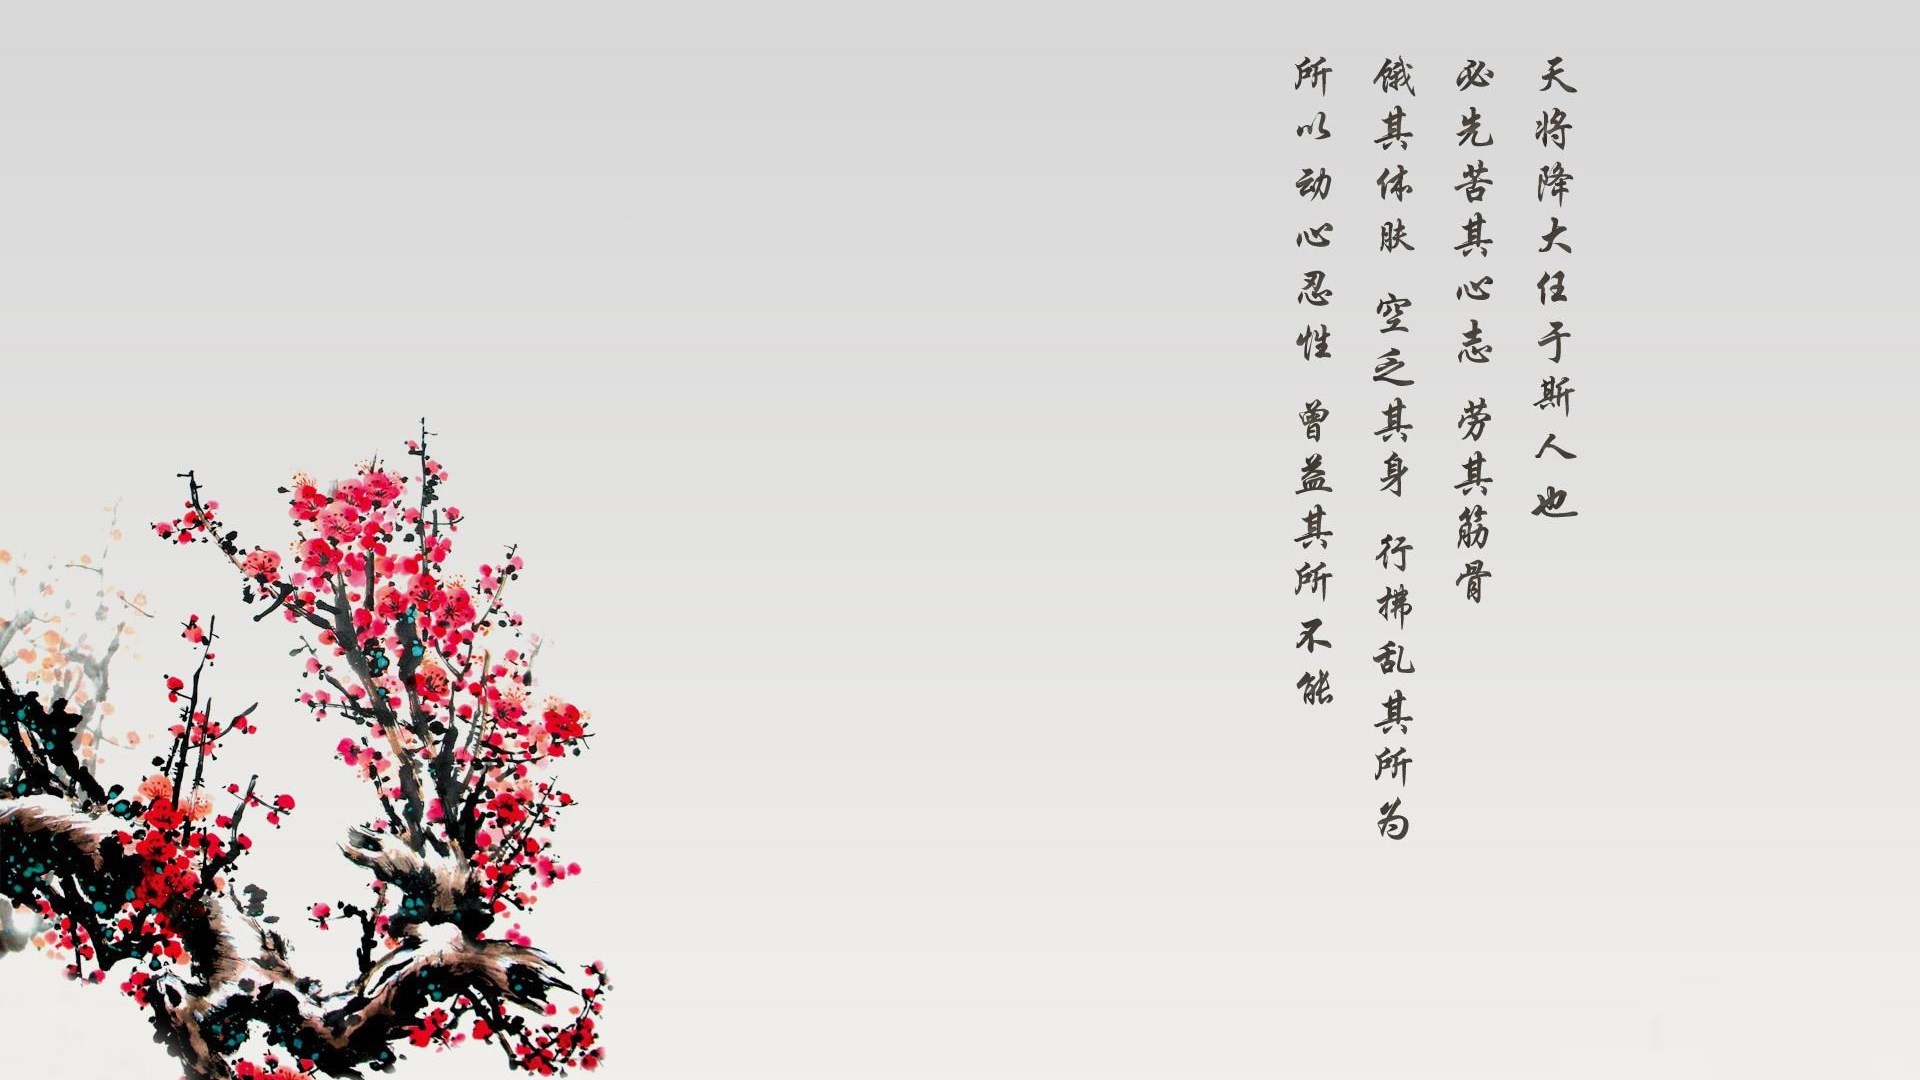 天将降大任于斯人也
必先苦其心志 劳其筋骨
饿其体肤 空乏其身 行拂乱其所为
所以动心忍性 曾益其所不能